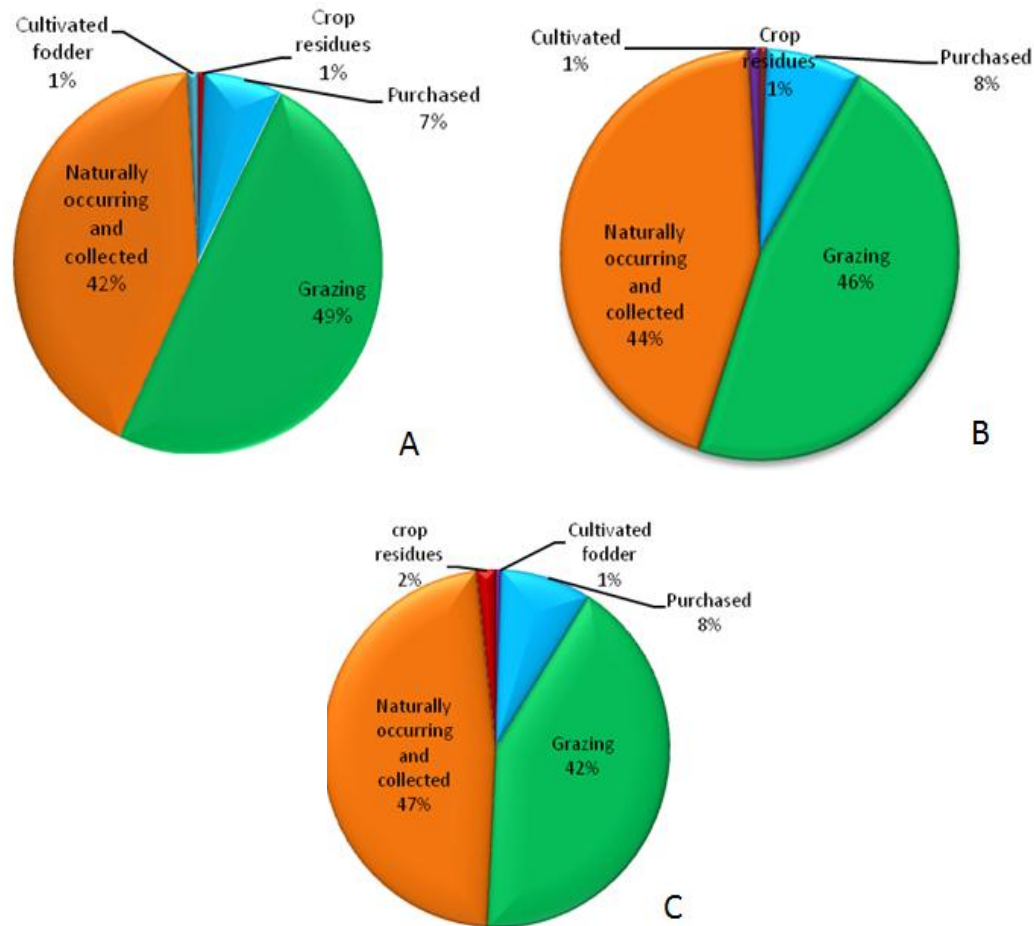 Cultivated
fodder
1%
Crop
residues
1%
Purchased
7%
Naturally
occurring
and
collected
42%
Grazing
49%
A
Cultivated
1%
Crop
residues
1%
Purchased
8%
Naturally
occurring
and
collected
44%
Grazing
46%
B
crop
residues
2%
Cultivated
fodder
1%
Purchased
8%
Naturally
occurring
and
collected
47%
Grazing
42%
C